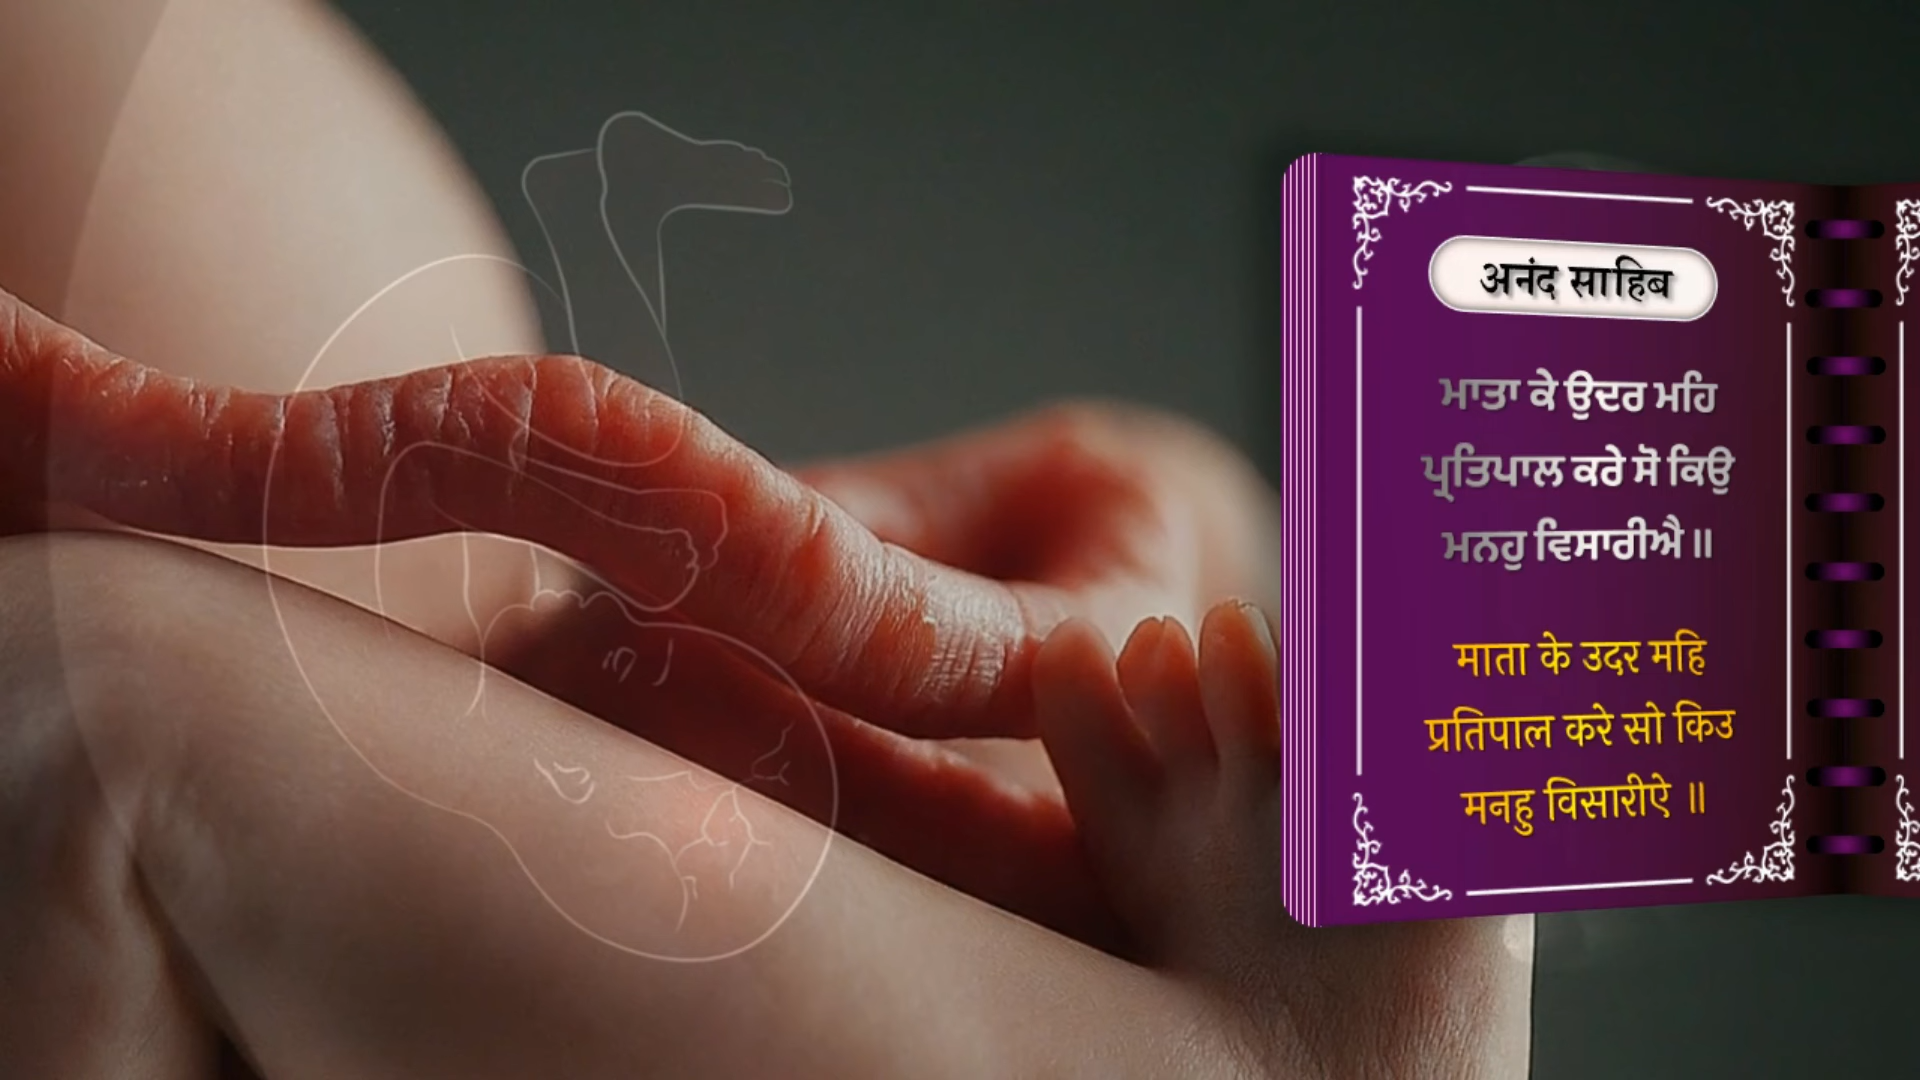 अनंद साहिब
ਮਾਤਾ ਕੇ ਉਦਰ ਮਹਿ
ਪ੍ਰਤਿਪਾਲ ਕਰੇ ਸੋ ਕਿਉ
ਮਨਹੁ ਵਿਸਾਰੀਐ ॥
माता के उदर महि
प्रतिपाल करे सो किउ
मनहु विसारीऐ ॥